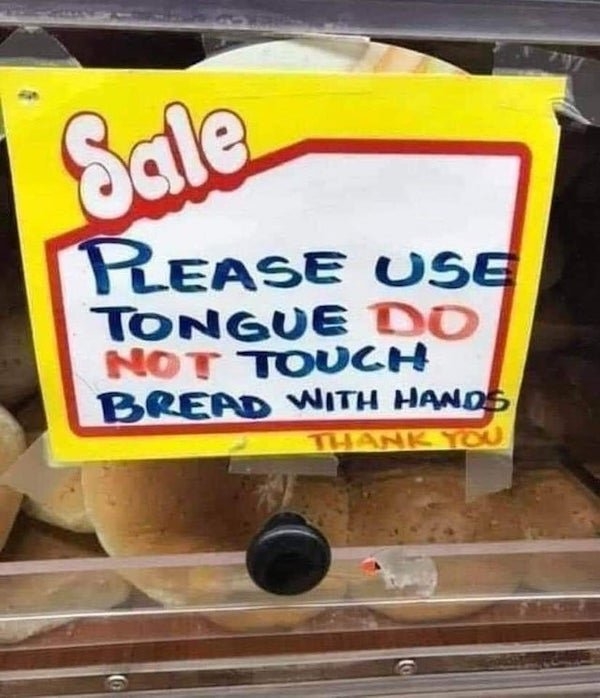 Sale
PLEASE USE
TONGUE DO
NOT TOUCH
BREAD WITH HANDS
THANK YOU